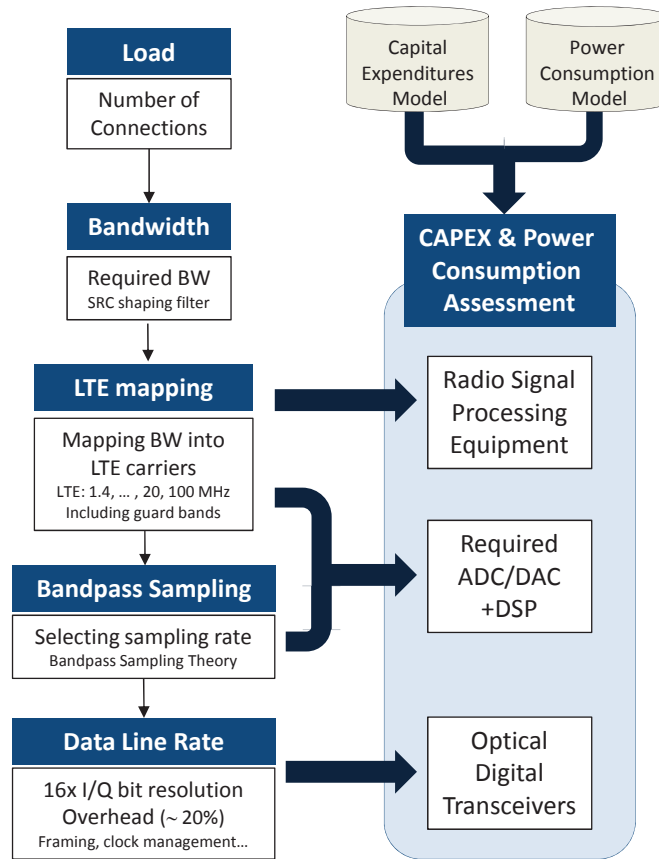 Load
Number of
Connections
Bandwidth
Required BW
SRC shaping filter
LTE mapping
Mapping BW into
LTE carriers
LTE: 1.4, … , 20, 100 MHz
Including guard bands
Bandpass Sampling
Selecting sampling rate
Bandpass Sampling Theory
Data Line Rate
16x I/Q bit resolution
Overhead (~ 20%)
Framing, clock management…
Capital
Expenditures
Model
Power
Consumption
Model
CAPEX & Power
Consumption
Assessment
Radio Signal
Processing
Equipment
Required
ADC/DAC
+DSP
Optical
Digital
Transceivers